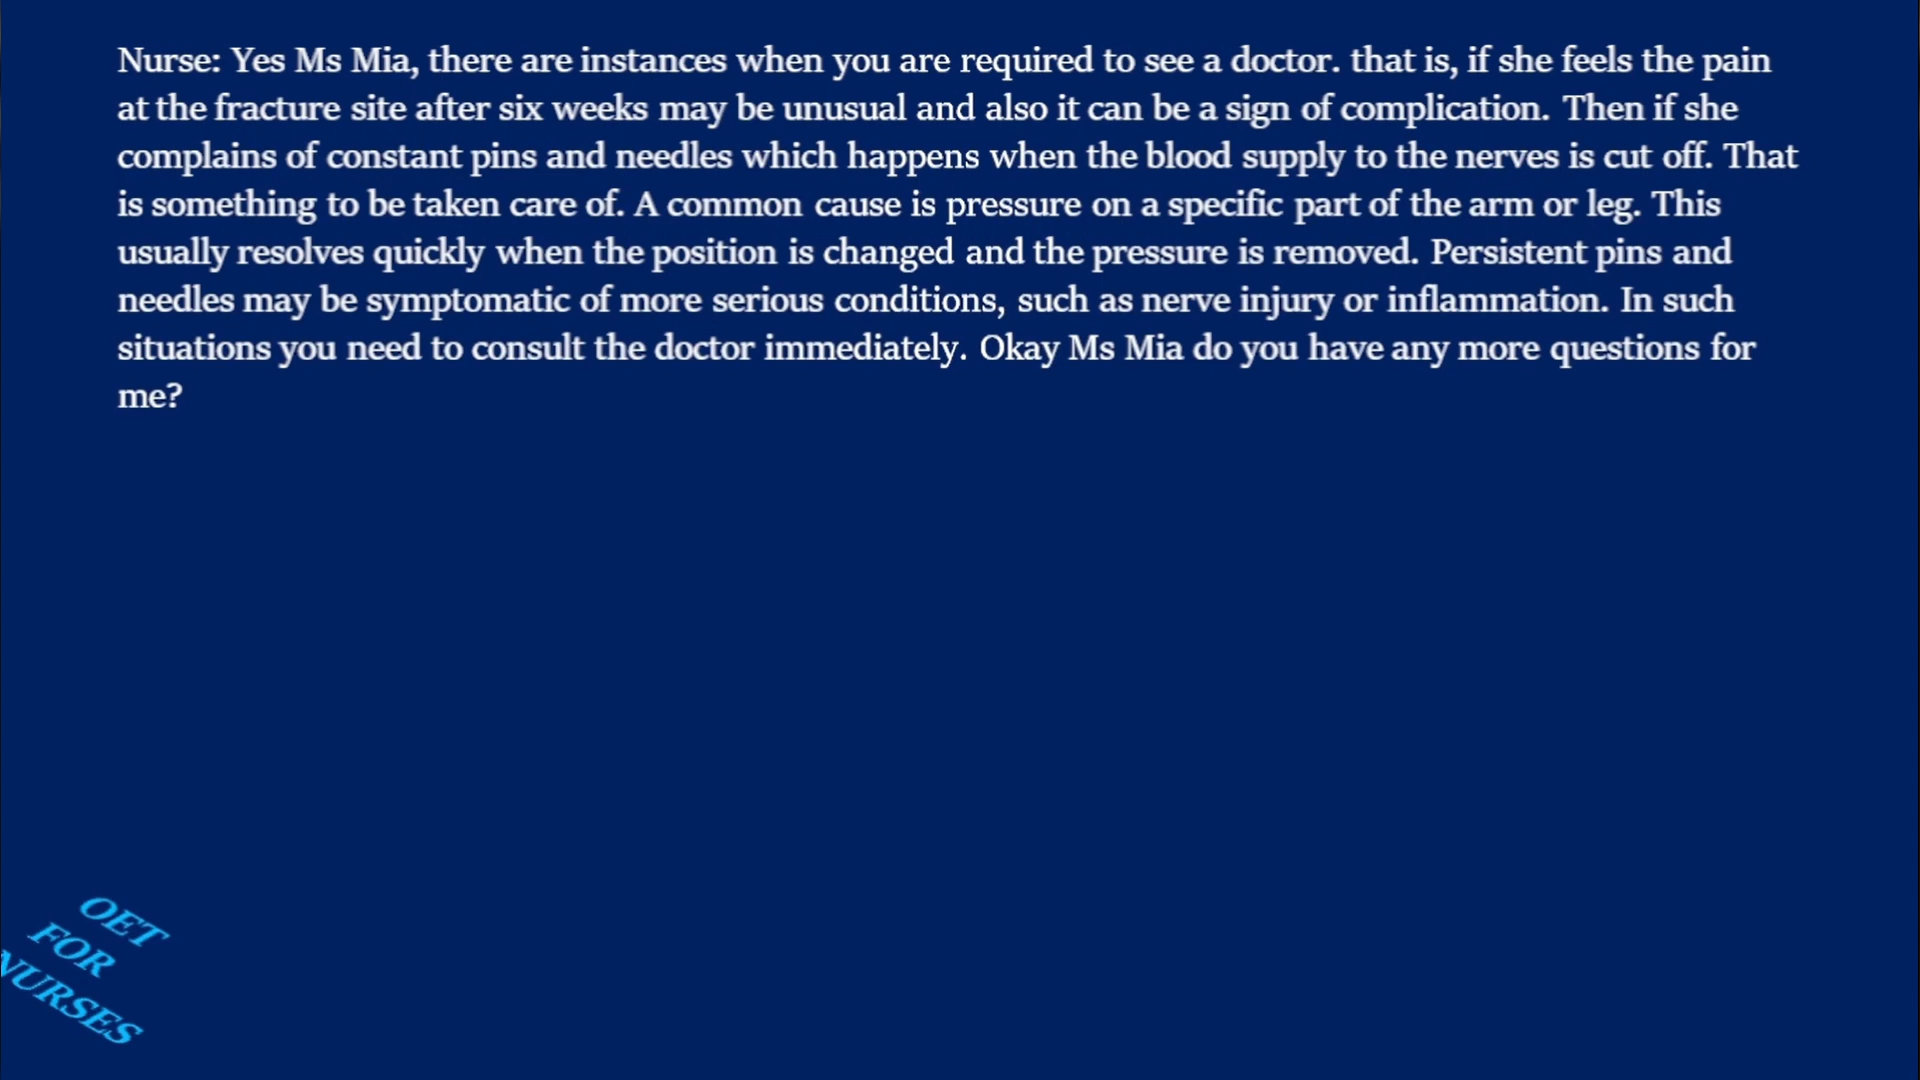 Nurse: Yes Ms Mia, there are instances when you are required to see a doctor. that is, if she feels the pain
at the fracture site after six weeks may be unusual and also it can be a sign of complication. Then if she
complains of constant pins and needles which happens when the blood supply to the nerves is cut off. That
is something to be taken care of. A common cause is pressure on a specific part of the arm or leg. This
usually resolves quickly when the position is changed and the pressure is removed. Persistent pins and
needles may be symptomatic of more serious conditions, such as nerve injury or inflammation. In such
situations you need to consult the doctor immediately. Okay Ms Mia do you have any more questions for
me?
OET
FOR
NURSES